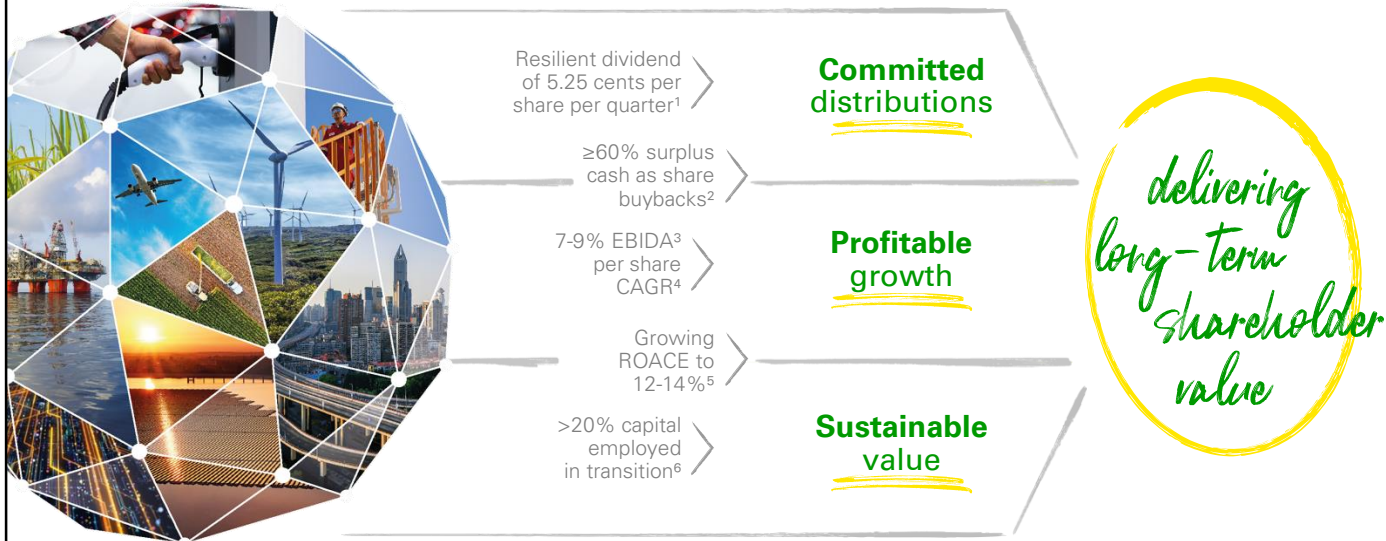 Resilient dividend
of 5.25 cents per
share per quarter¹
Committed
distributions
≥60% surplus
cash as share
buybacks²
7-9% EBIDA³
per share
CAGR⁴
Profitable
growth
Growing
ROACE to
12-14%⁵
>20% capital
employed
in transition⁶
Sustainable
value
delivering
long-term
shareholder
value